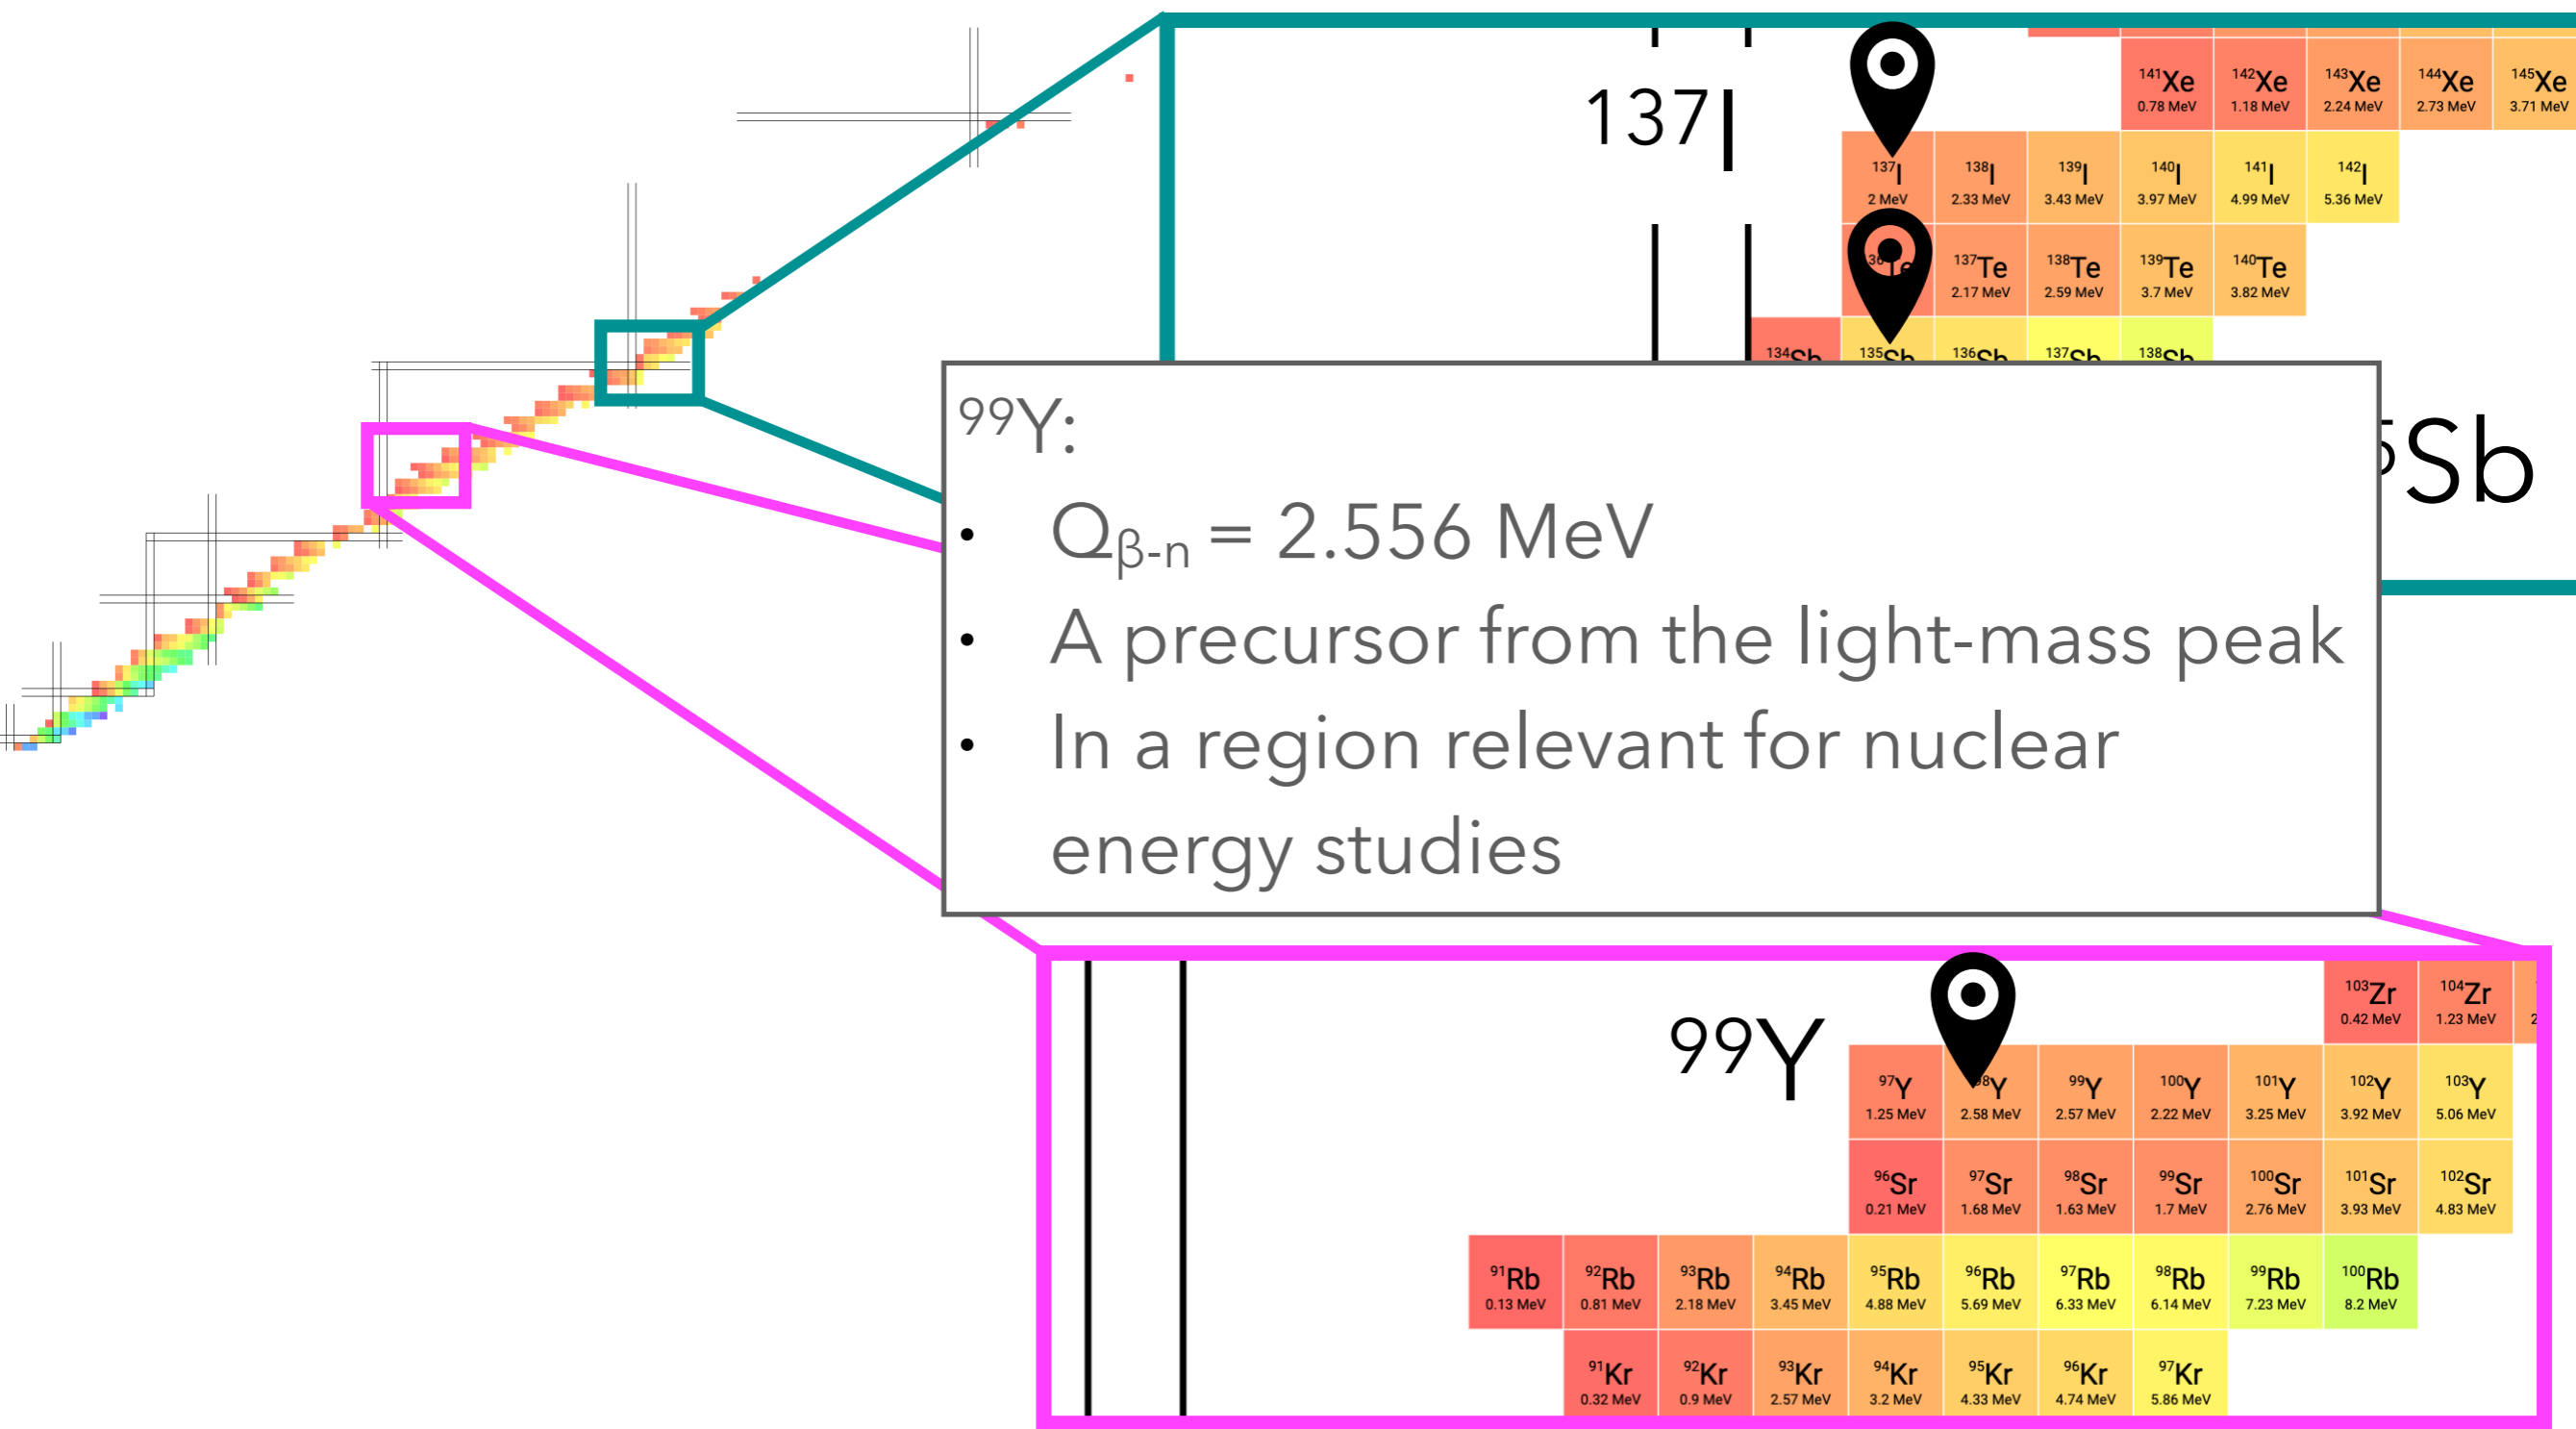 141Xe 142Xe 143Xe 144Xe 145Xe
0.78 MeV 1.18 MeV 2.24 MeV 2.73 MeV 3.71 MeV
137I
137I 138I 139I 140I 141I 142I
2 MeV 2.33 MeV 3.43 MeV 3.97 MeV 4.99 MeV 5.36 MeV
137Te 138Te 139Te 140Te
2.17 MeV 2.59 MeV 3.7 MeV 3.82 MeV
134Sb 135Sb 136Sb 137Sb 138Sb
5Sb
99Y:
• Qβ-n = 2.556 MeV
• A precursor from the light-mass peak
• In a region relevant for nuclear
energy studies
99Y
103Zr 104Zr
0.42 MeV 1.23 MeV 2
97Y 98Y 99Y 100Y 101Y 102Y 103Y
1.25 MeV 2.58 MeV 2.57 MeV 2.22 MeV 3.25 MeV 3.92 MeV 5.06 MeV
96Sr 97Sr 98Sr 99Sr 100Sr 101Sr 102Sr
0.21 MeV 1.68 MeV 1.63 MeV 1.7 MeV 2.76 MeV 3.93 MeV 4.83 MeV
91Rb 92Rb 93Rb 94Rb 95Rb 96Rb 97Rb 98Rb 99Rb 100Rb
0.13 MeV 0.81 MeV 2.18 MeV 3.45 MeV 4.88 MeV 5.69 MeV 6.33 MeV 6.14 MeV 7.23 MeV 8.2 MeV
91Kr 92Kr 93Kr 94Kr 95Kr 96Kr 97Kr
0.32 MeV 0.9 MeV 2.57 MeV 3.2 MeV 4.33 MeV 4.74 MeV 5.86 MeV